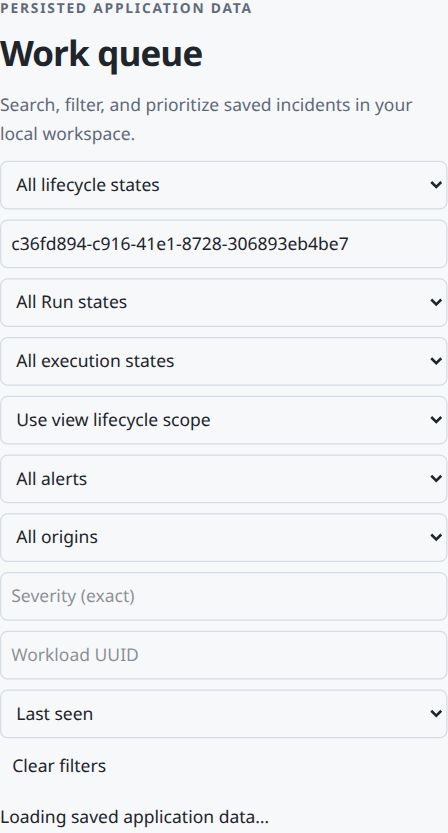 PERSISTED APPLICATION DATA
Work queue
Search, filter, and prioritize saved incidents in your
local workspace.
All lifecycle states
c36fd894-c916-41e1-8728-306893eb4be7
All Run states
All execution states
Use view lifecycle scope
All alerts
All origins
Severity (exact)
Workload UUID
Last seen
Clear filters
Loading saved application data...